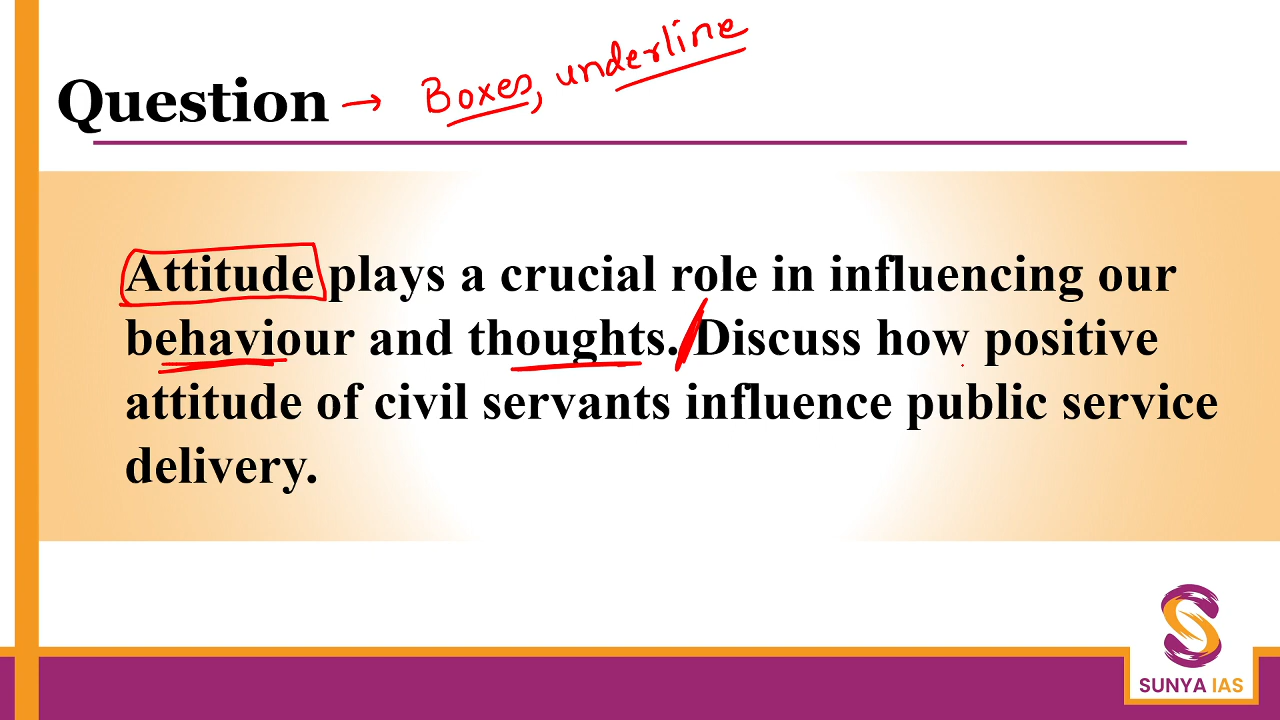 Question → Boxes, underline
Attitude plays a crucial role in influencing our
behaviour and thoughts. / Discuss how positive
attitude of civil servants influence public service
delivery.
SUNYA IAS